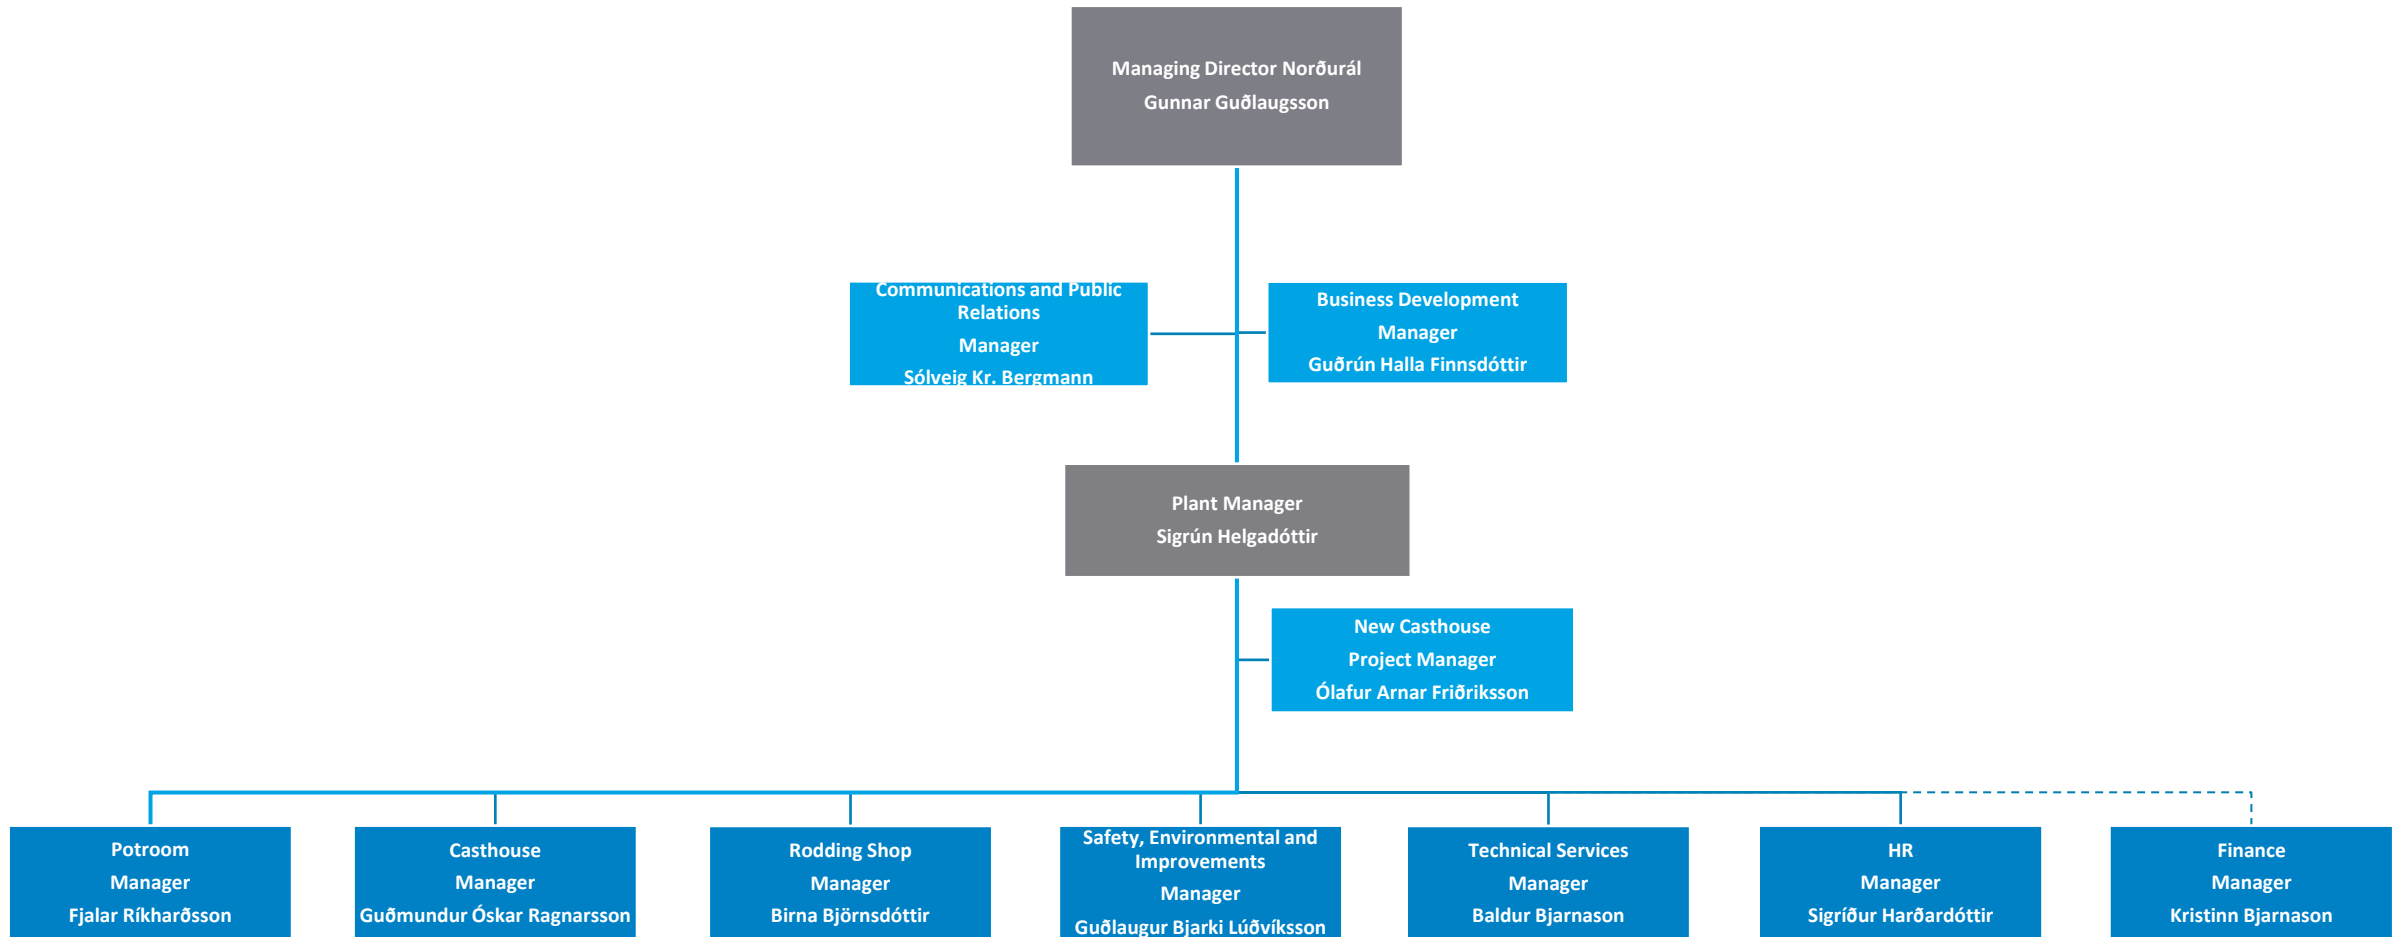 Managing Director Norðurál
Gunnar Guðlaugsson
Communications and Public
Relations
Manager
Sólveig Kr. Bergmann
Business Development
Manager
Guðrún Halla Finnsdóttir
Plant Manager
Sigrún Helgadóttir
New Casthouse
Project Manager
Ólafur Arnar Friðriksson
Potroom
Manager
Fjalar Ríkharðsson
Casthouse
Manager
Guðmundur Óskar Ragnarsson
Rodding Shop
Manager
Birna Björnsdóttir
Safety, Environmental and
Improvements
Manager
Guðlaugur Bjarki Lúðvíksson
Technical Services
Manager
Baldur Bjarnason
HR
Manager
Sigríður Harðardóttir
Finance
Manager
Kristinn Bjarnason